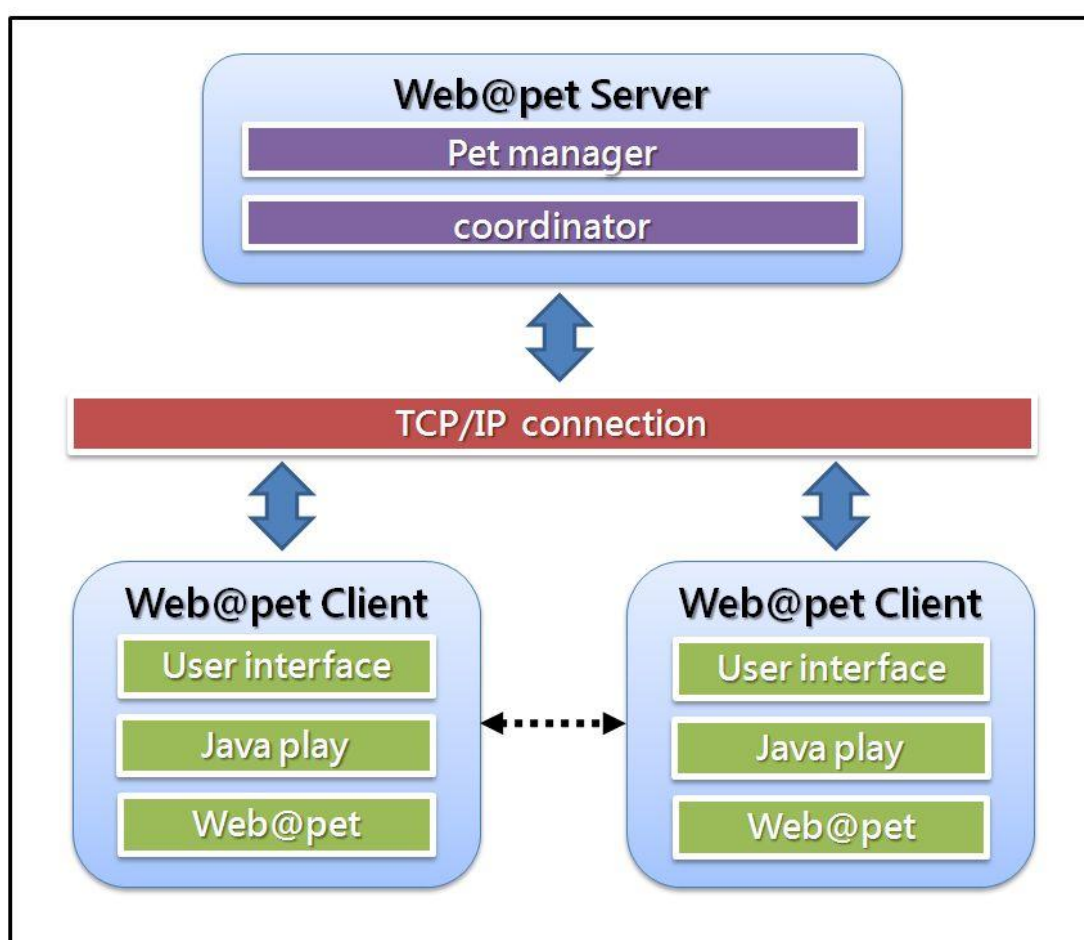 Web@pet Server
Pet manager
coordinator
TCP/IP connection
Web@pet Client
User interface
Java play
Web@pet
Web@pet Client
User interface
Java play
Web@pet